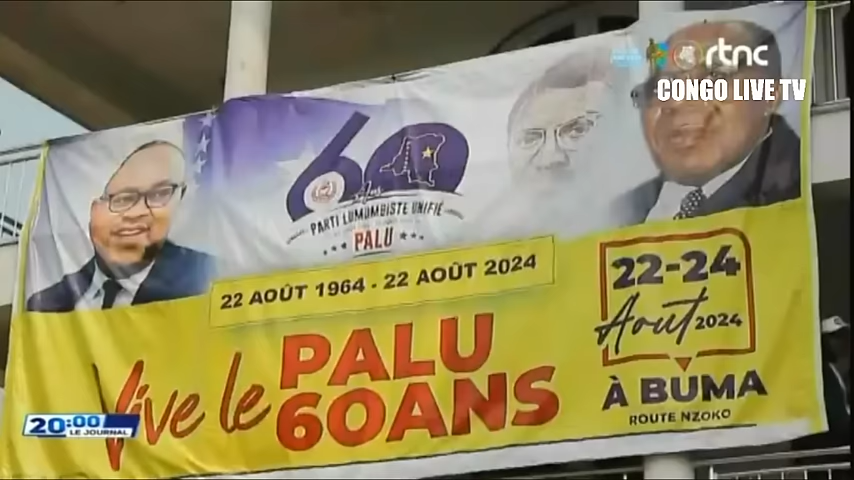 rtnc
CONGO LIVE TV
60
Ans
PARTI LUMUMBISTE UNIFIÉ
PALU
22 AOÛT 1964 - 22 AOÛT 2024
22-24
Août 2024
À BUMA
ROUTE NZOKO
Vive le PALU
60ANS
20:00
LE JOURNAL